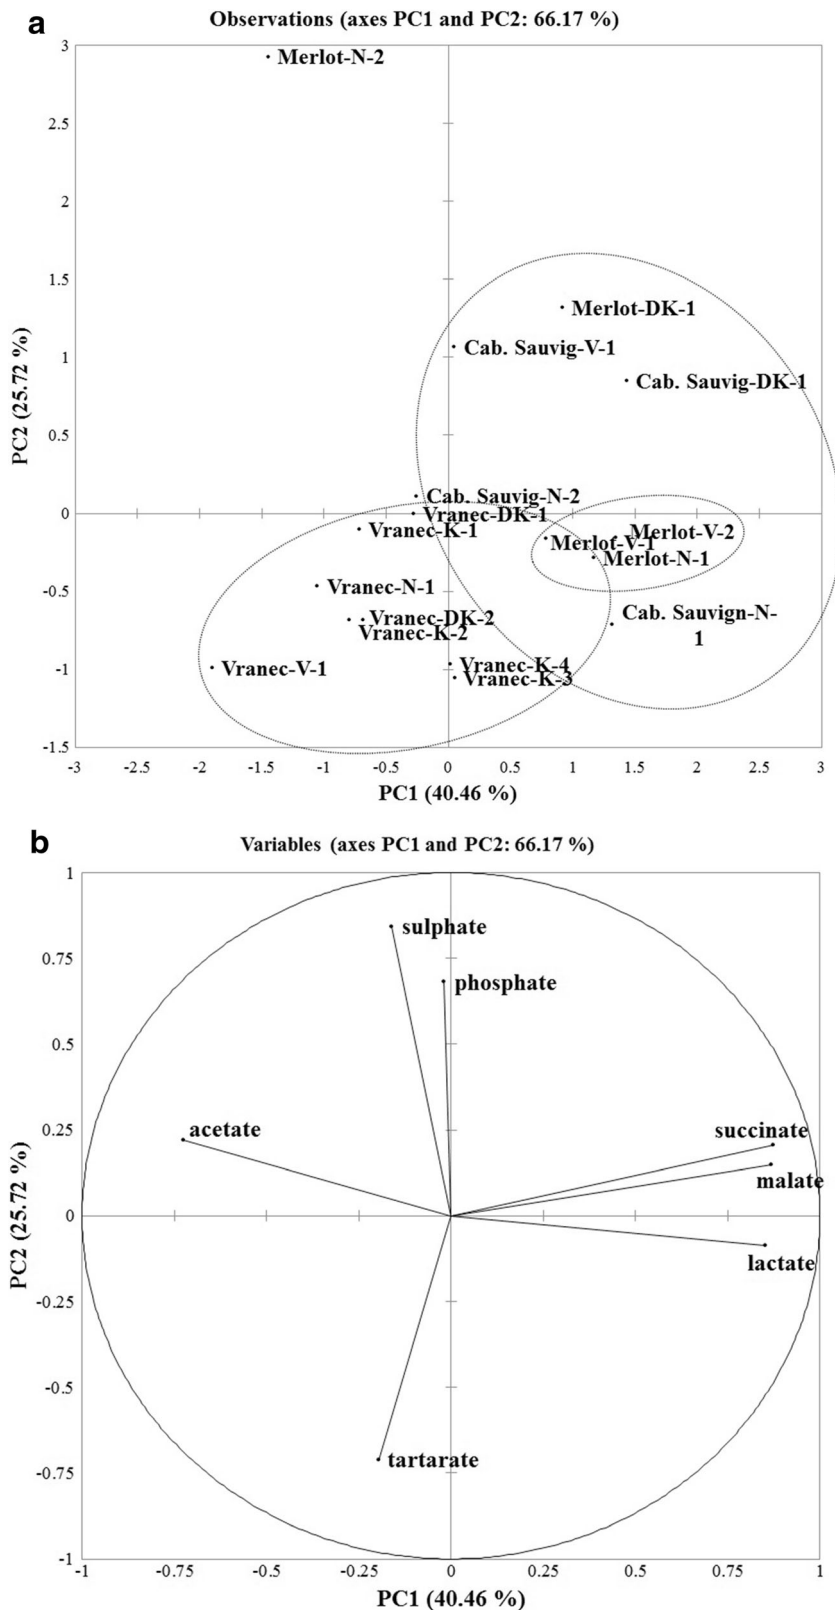 a
Observations (axes PC1 and PC2: 66.17 %)
3
Merlot-N-2
2.5
2
1.5
Merlot-DK-1
Cab. Sauvig-V-1
1
Cab. Sauvig-DK-1
PC2 (25.72 %)
0.5
Cab. Sauvig-N-2
0
Vranec-DK-1
Vranec-K-1
Merlot-V-2
Merlot-V-1
Merlot-N-1
-0.5
Vranec-N-1
Vranec-DK-2
Vranec-K-2
Cab. Sauvign-N-
1
-1
Vranec-V-1
Vranec-K-4
Vranec-K-3
-1.5
-3 -2.5 -2 -1.5 -1 -0.5 0 0.5 1 1.5 2 2.5 3
PC1 (40.46 %)
b
Variables (axes PC1 and PC2: 66.17 %)
1
sulphate
0.75
phosphate
0.5
0.25
acetate
succinate
malate
PC2 (25.72 %)
0
lactate
-0.25
-0.5
tartarate
-0.75
-1
-1 -0.75 -0.5 -0.25 0 0.25 0.5 0.75 1
PC1 (40.46 %)